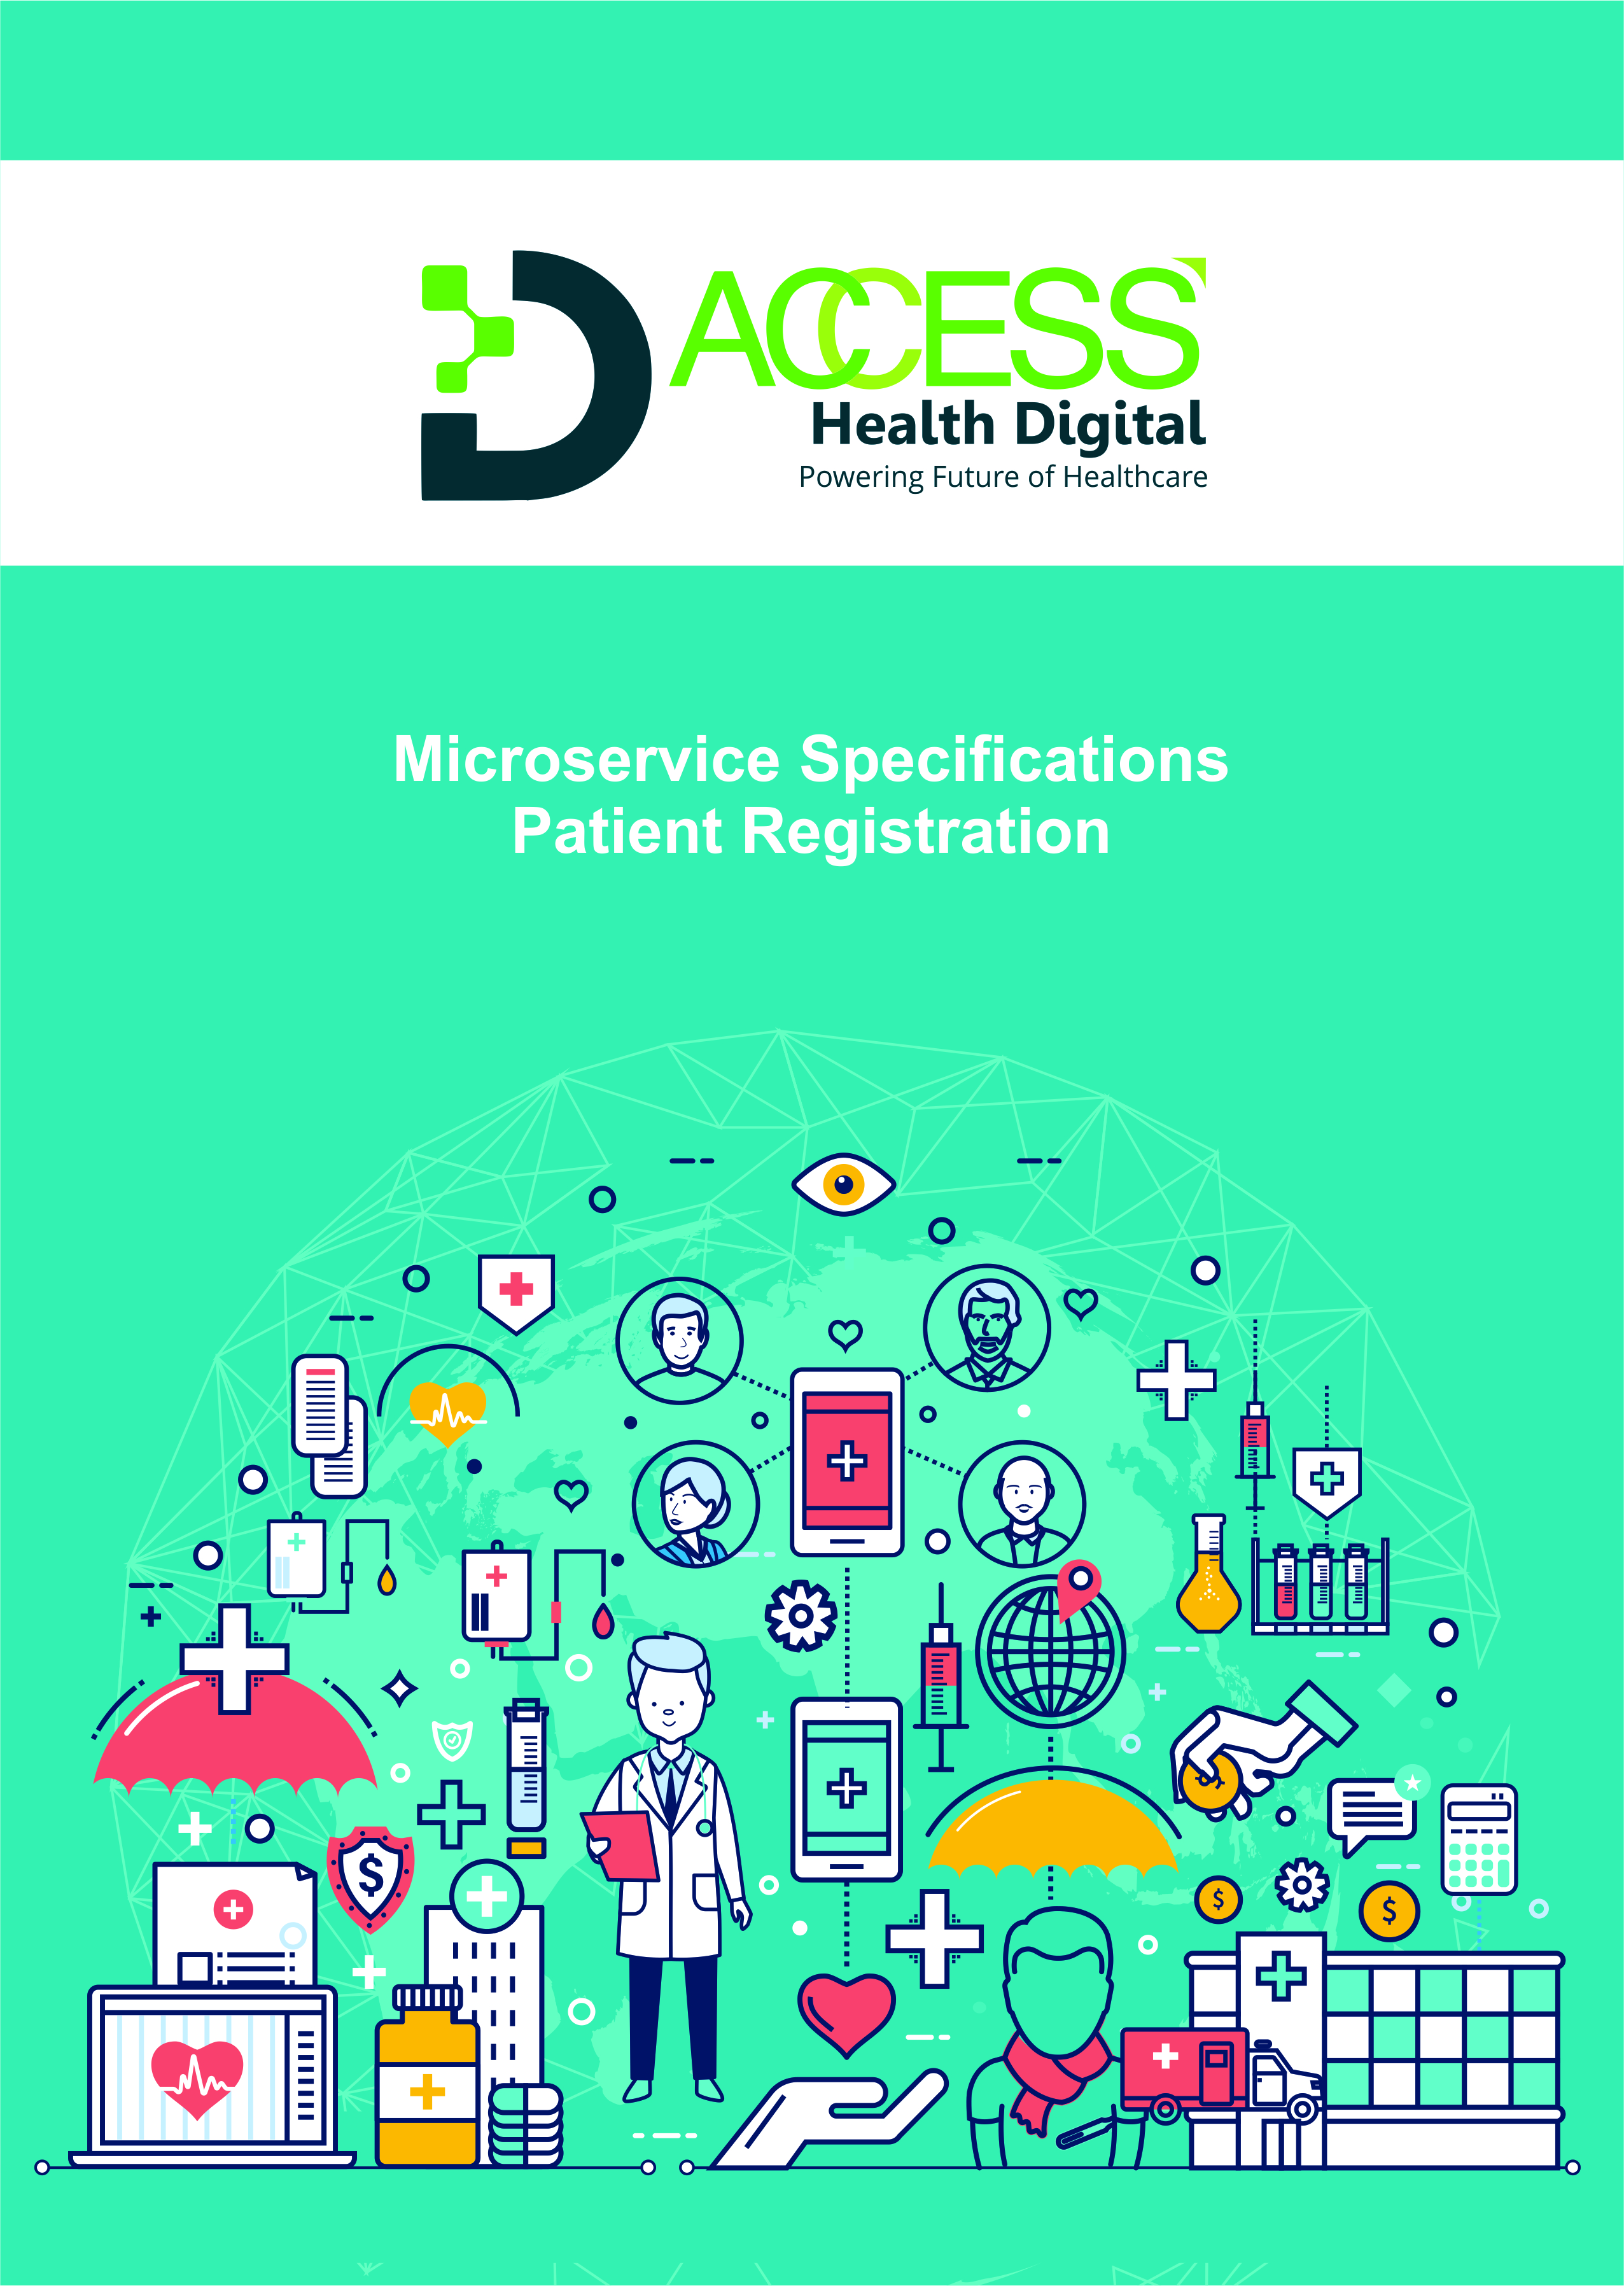 ACCESS
Health Digital
Powering Future of Healthcare
Microservice Specifications
Patient Registration
$
$
$